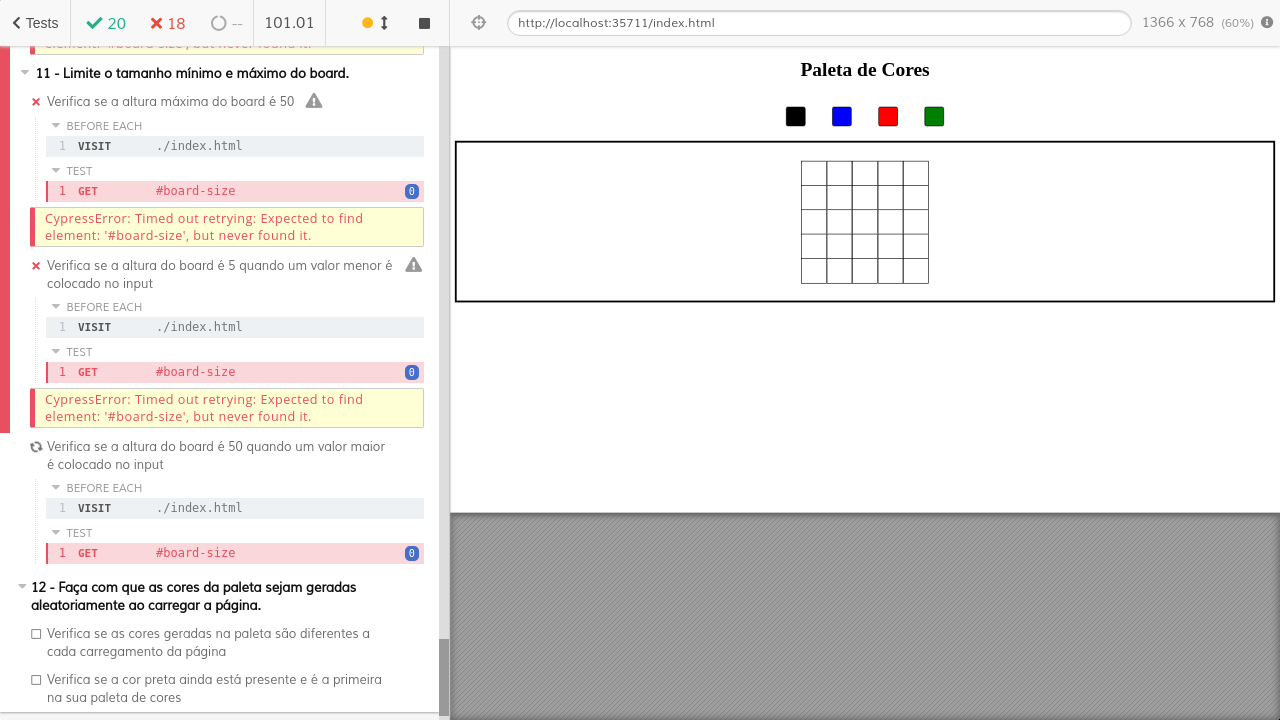 Tests
20
18
--
101.01
http://localhost:35711/index.html
1366 x 768 (60%)
element: '#board-size', but never found it.
11 - Limite o tamanho mínimo e máximo do board.
Verifica se a altura máxima do board é 50
BEFORE EACH
1 VISIT ./index.html
TEST
1 GET #board-size 0
CypressError: Timed out retrying: Expected to find
element: '#board-size', but never found it.
Verifica se a altura do board é 5 quando um valor menor é
colocado no input
BEFORE EACH
1 VISIT ./index.html
TEST
1 GET #board-size 0
CypressError: Timed out retrying: Expected to find
element: '#board-size', but never found it.
Verifica se a altura do board é 50 quando um valor maior
é colocado no input
BEFORE EACH
1 VISIT ./index.html
TEST
1 GET #board-size 0
12 - Faça com que as cores da paleta sejam geradas
aleatoriamente ao carregar a página.
Verifica se as cores geradas na paleta são diferentes a
cada carregamento da página
Verifica se a cor preta ainda está presente e é a primeira
na sua paleta de cores
Paleta de Cores